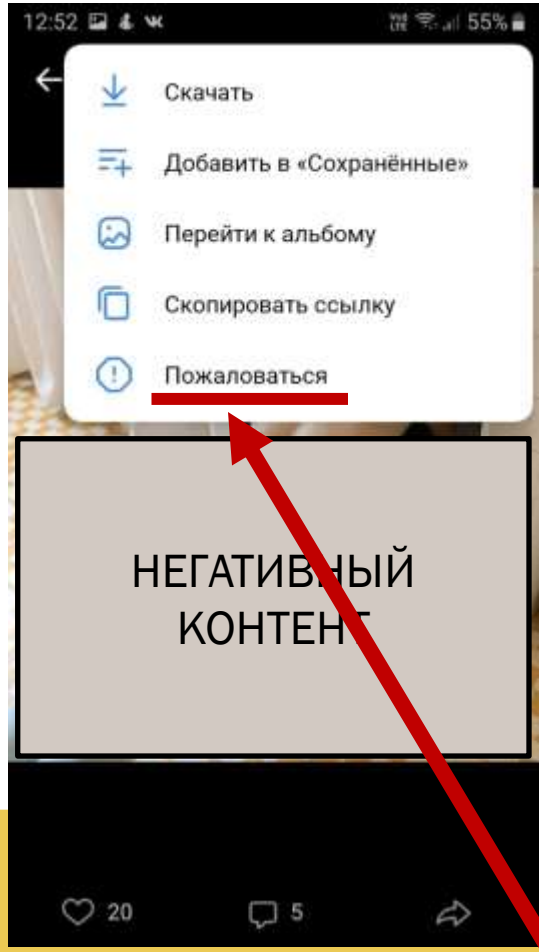 12:52 55%
Скачать
Добавить в «Сохранённые»
Перейти к альбому
Скопировать ссылку
Пожаловаться
НЕГАТИВНЫЙ
КОНТЕНТ
20 5